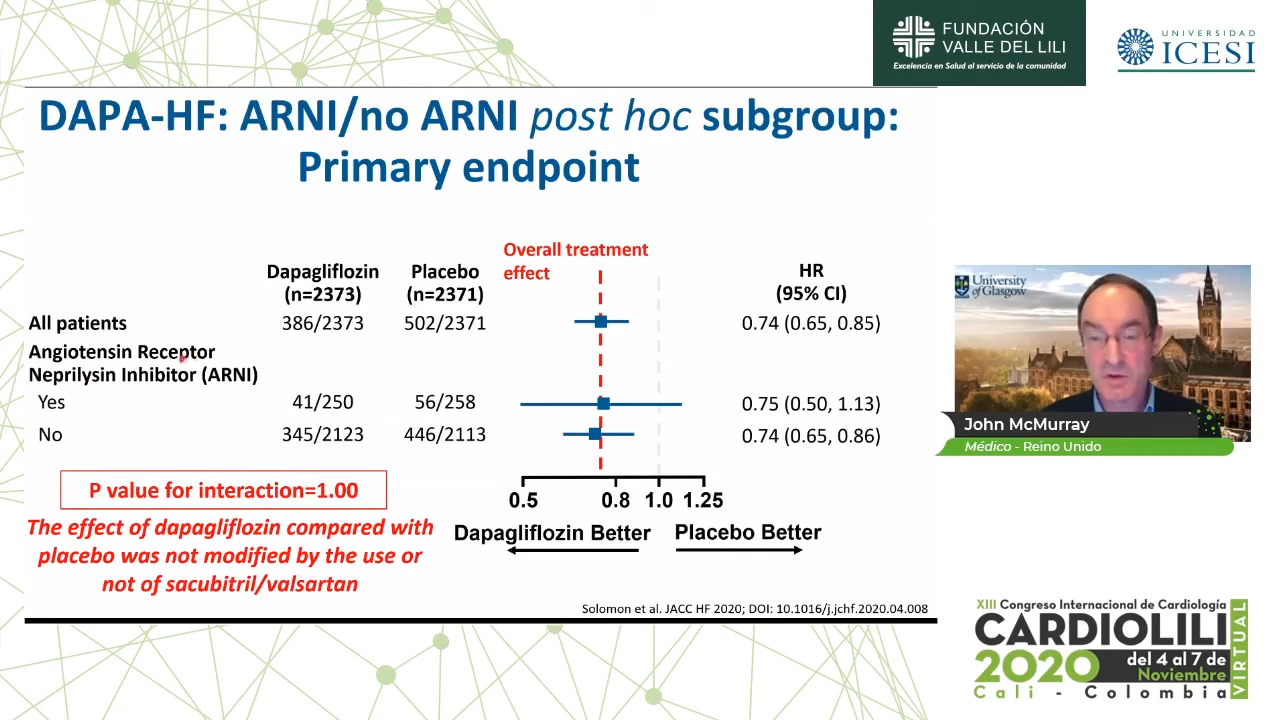 FUNDACIÓN
VALLE DEL LILI
Excelencia en Salud al servicio de la comunidad
UNIVERSIDAD
ICESI
DAPA-HF: ARNI/no ARNI post hoc subgroup:
Primary endpoint
Overall treatment
effect
Dapagliflozin
(n=2373)
Placebo
(n=2371)
HR
(95% CI)
All patients 386/2373 502/2371 0.74 (0.65, 0.85)
Angiotensin Receptor
Neprilysin Inhibitor (ARNI)
Yes 41/250 56/258 0.75 (0.50, 1.13)
No 345/2123 446/2113 0.74 (0.65, 0.86)
P value for interaction=1.00
0.5 0.8 1.0 1.25
The effect of dapagliflozin compared with
placebo was not modified by the use or
not of sacubitril/valsartan
Dapagliflozin Better Placebo Better
Solomon et al. JACC HF 2020; DOI: 10.1016/j.jchf.2020.04.008
University
of Glasgow
John McMurray
Médico - Reino Unido
XIII Congreso Internacional de Cardiología
CARDIOLILI
2020 del 4 al 7 de
Noviembre
Cali - Colombia
VIRTUAL